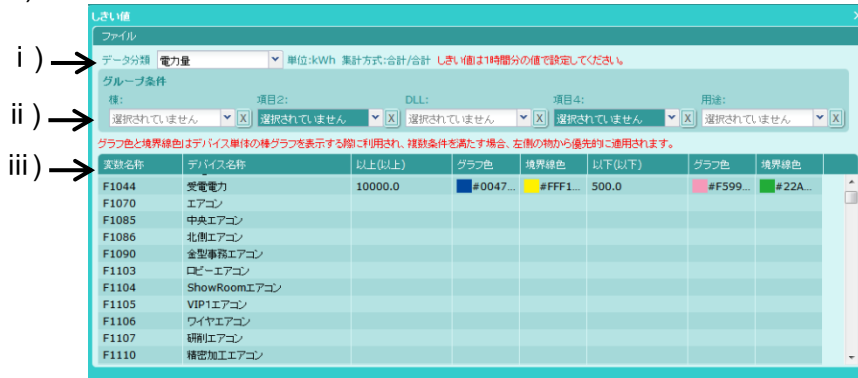 しきい値
ファイル
i ) データ分類 電力量 単位:kWh 集計方式:合計/合計 しきい値は1時間分の値で設定してください。
グループ条件
種: 項目2: DLL: 項目4: 用途:
ii ) 選択されていません X 選択されていません X 選択されていません X 選択されていません X 選択されていません X
グラフ色と境界線色はデバイス単体の棒グラフを表示する際に利用され、複数条件を満たす場合、左側の物から優先的に適用されます。
iii) 変数名称 デバイス名称 以上(以上) グラフ色 境界線色 以下(以下) グラフ色 境界線色
F1044 受電電力 10000.0 #0047... #FFF1... 500.0 #F599... #22A...
F1070 エアコン
F1085 中央エアコン
F1086 北側エアコン
F1090 金型事務エアコン
F1103 ロビーエアコン
F1104 ShowRoomエアコン
F1105 VIP1エアコン
F1106 ワイヤエアコン
F1107 研削エアコン
F1110 精密加工エアコン